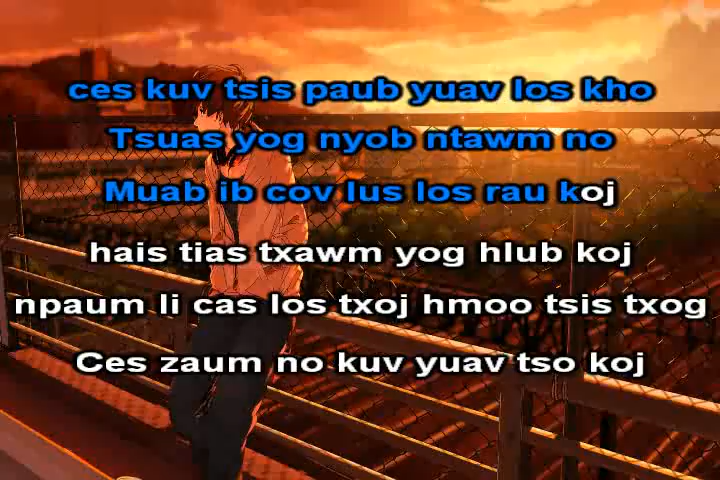 ces kuv tsis paub yuav los kho
Tsuas yog nyob ntawm no
Muab ib cov lus los rau koj
hais tias txawm yog hlub koj
npaum li cas los txoj hmoo tsis txog
Ces zaum no kuv yuav tso koj